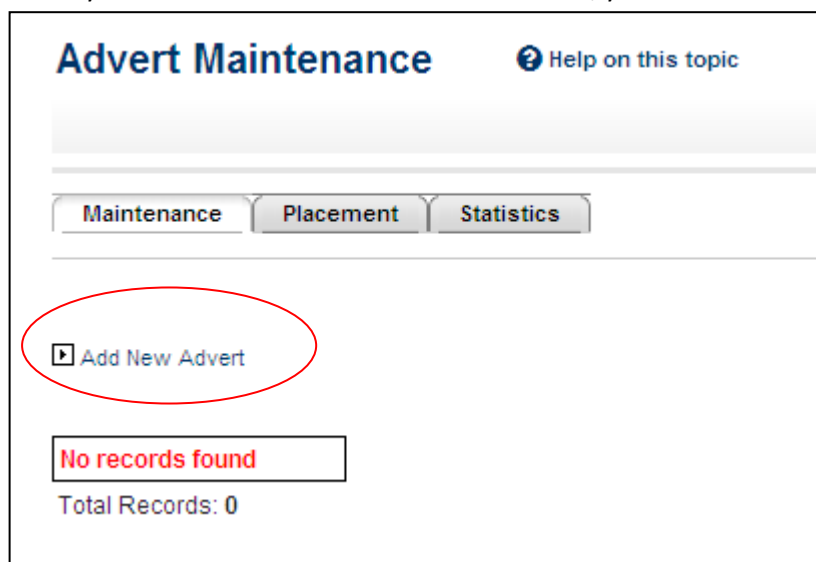 Advert Maintenance
Help on this topic
Maintenance
Placement
Statistics
Add New Advert
No records found
Total Records: 0